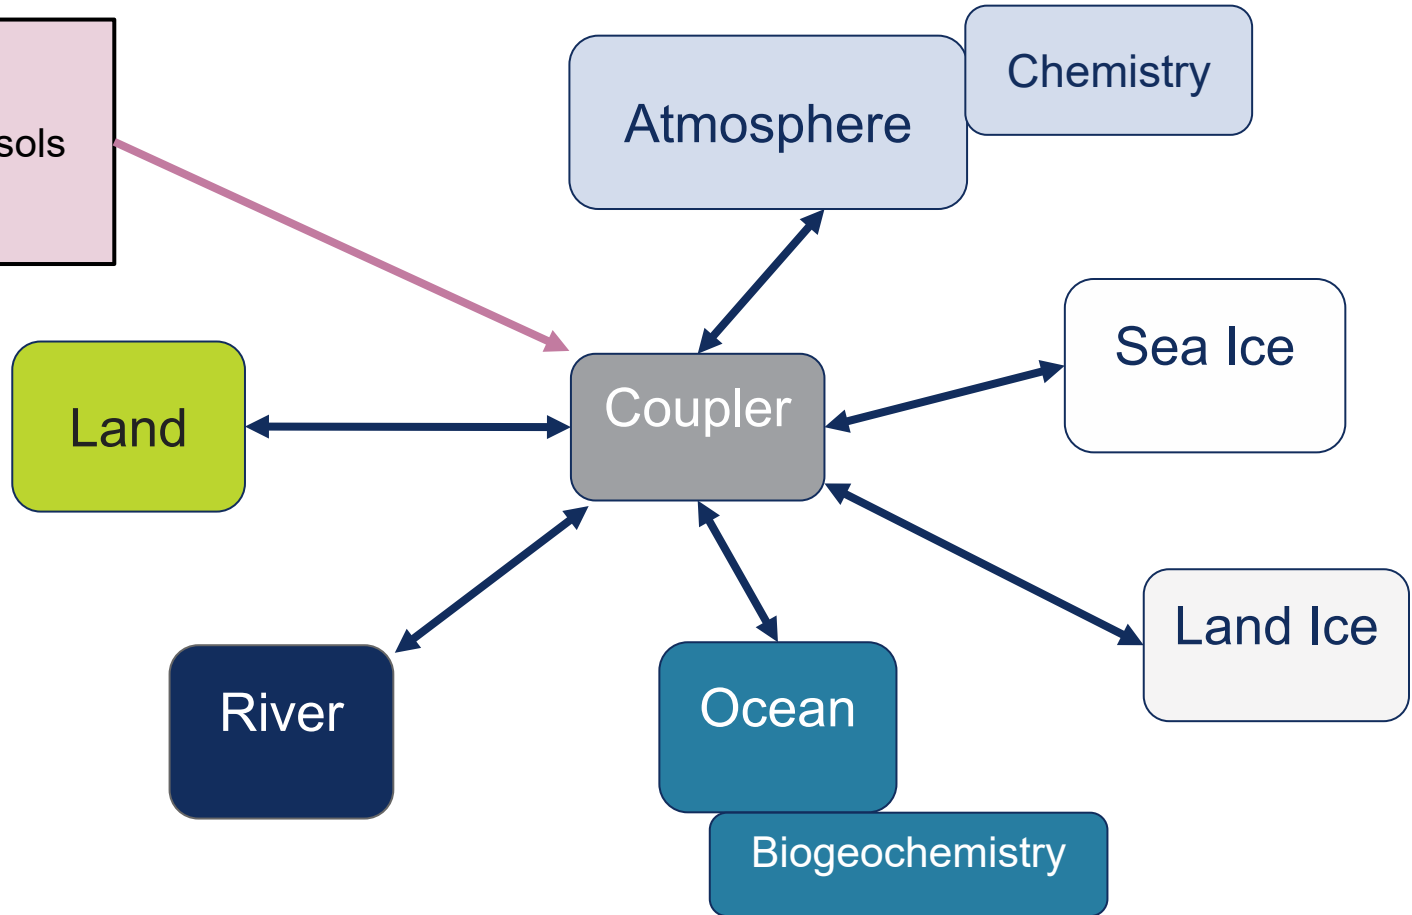 Chemistry
Atmosphere
sols
Sea Ice
Coupler
Land
Land Ice
River
Ocean
Biogeochemistry